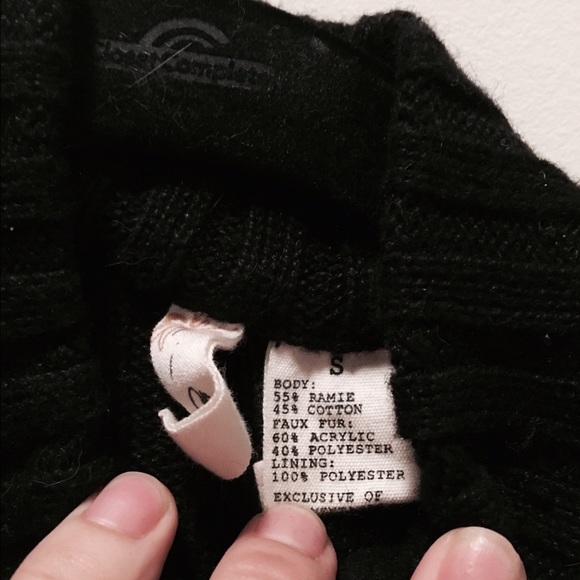 S
BODY:
55% RAMIE
45% COTTON
FAUX FUR:
60% ACRYLIC
40% POLYESTER
LINING:
100% POLYESTER
EXCLUSIVE OF